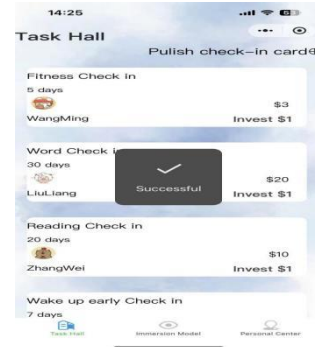 14:25
Task Hall
Pulish check-in card
Fitness Check in
5 days
$3
WangMing
Invest $1
Word Check i
30 days
$20
Successful
LiuLiang
Invest $1
Reading Check in
20 days
$10
ZhangWei
Invest $1
Wake up early Check in
7 days
Task Hall
Immersion Model
Personal Center